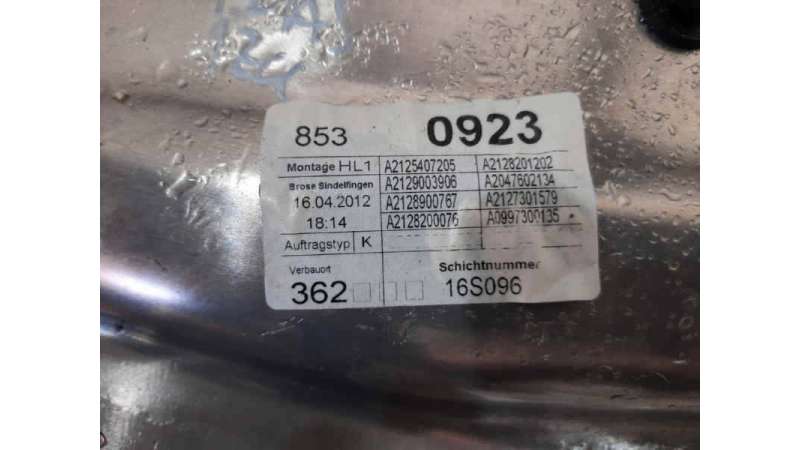 853 0923
Montage HL1 A2125407205 A2128201202
Brose Sindelfingen A2129003906 A2047602134
16.04.2012 A2128900767 A2127301579
18:14 A2128200076 A0997300135
Auftragstyp K
Verbauort Schichtnummer
362 16S096